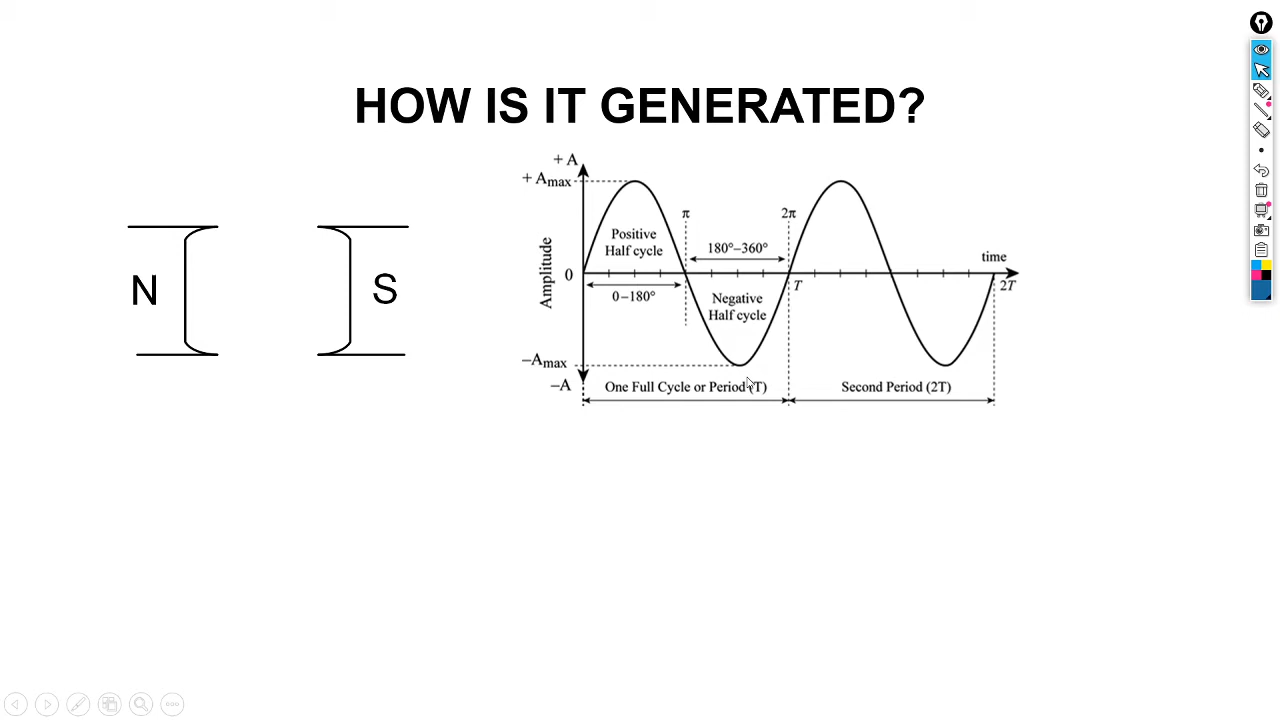 HOW IS IT GENERATED?
N
S
+ A
+ Amax
Amplitude
0
–Amax
–A
Positive
Half cycle
0–180°
π
180°–360°
Negative
Half cycle
2π
T
time
2T
One Full Cycle or Period (T)
Second Period (2T)